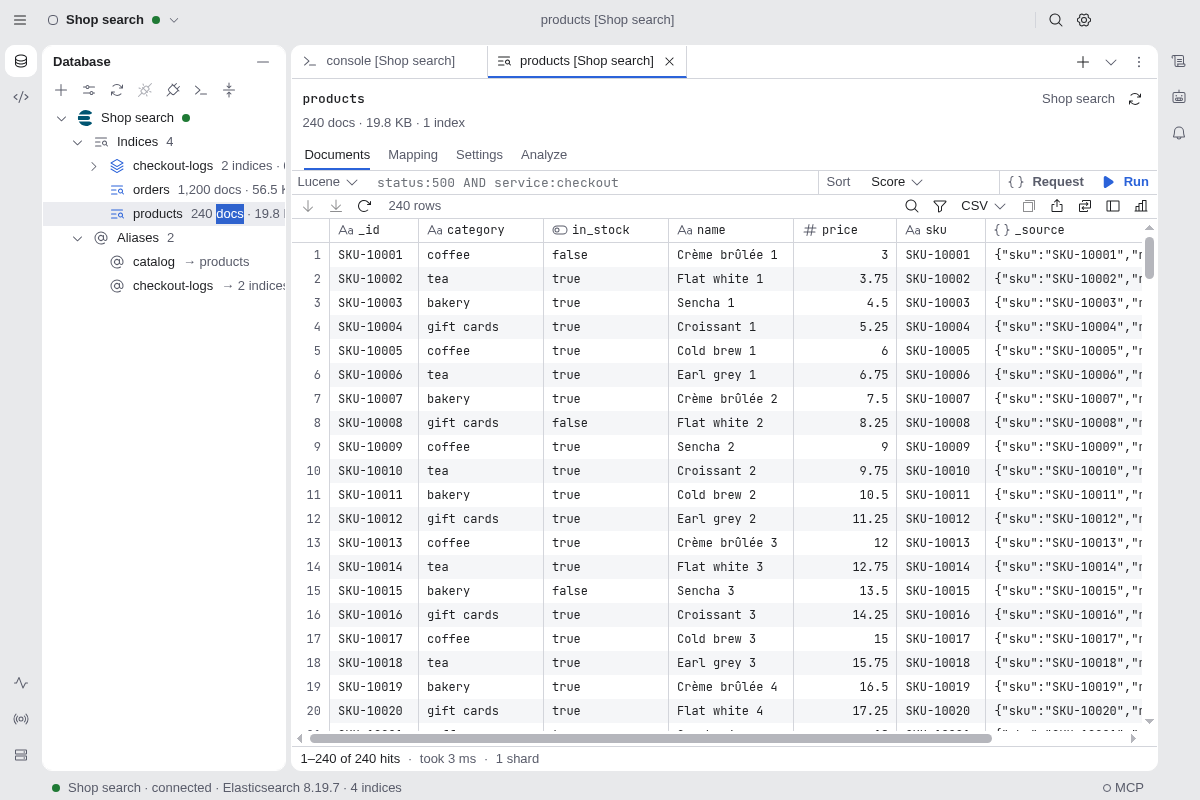 Shop search
products [Shop search]
Database
Shop search
Indices 4
checkout-logs 2 indices ·
orders 1,200 docs · 56.5 K
products 240 docs · 19.8
Aliases 2
catalog → products
checkout-logs → 2 indices
console [Shop search]
products [Shop search]
products
Shop search
240 docs · 19.8 KB · 1 index
Documents Mapping Settings Analyze
Lucene status:500 AND service:checkout Sort Score { } Request Run
240 rows CSV
Aa _id Aa category in_stock Aa name # price Aa sku { } _source
1 SKU-10001 coffee false Crème brûlée 1 3 SKU-10001 {"sku":"SKU-10001","n
2 SKU-10002 tea true Flat white 1 3.75 SKU-10002 {"sku":"SKU-10002","n
3 SKU-10003 bakery true Sencha 1 4.5 SKU-10003 {"sku":"SKU-10003","n
4 SKU-10004 gift cards true Croissant 1 5.25 SKU-10004 {"sku":"SKU-10004","n
5 SKU-10005 coffee true Cold brew 1 6 SKU-10005 {"sku":"SKU-10005","n
6 SKU-10006 tea true Earl grey 1 6.75 SKU-10006 {"sku":"SKU-10006","n
7 SKU-10007 bakery true Crème brûlée 2 7.5 SKU-10007 {"sku":"SKU-10007","n
8 SKU-10008 gift cards false Flat white 2 8.25 SKU-10008 {"sku":"SKU-10008","n
9 SKU-10009 coffee true Sencha 2 9 SKU-10009 {"sku":"SKU-10009","n
10 SKU-10010 tea true Croissant 2 9.75 SKU-10010 {"sku":"SKU-10010","n
11 SKU-10011 bakery true Cold brew 2 10.5 SKU-10011 {"sku":"SKU-10011","n
12 SKU-10012 gift cards true Earl grey 2 11.25 SKU-10012 {"sku":"SKU-10012","n
13 SKU-10013 coffee true Crème brûlée 3 12 SKU-10013 {"sku":"SKU-10013","n
14 SKU-10014 tea true Flat white 3 12.75 SKU-10014 {"sku":"SKU-10014","n
15 SKU-10015 bakery false Sencha 3 13.5 SKU-10015 {"sku":"SKU-10015","n
16 SKU-10016 gift cards true Croissant 3 14.25 SKU-10016 {"sku":"SKU-10016","n
17 SKU-10017 coffee true Cold brew 3 15 SKU-10017 {"sku":"SKU-10017","n
18 SKU-10018 tea true Earl grey 3 15.75 SKU-10018 {"sku":"SKU-10018","n
19 SKU-10019 bakery true Crème brûlée 4 16.5 SKU-10019 {"sku":"SKU-10019","n
20 SKU-10020 gift cards true Flat white 4 17.25 SKU-10020 {"sku":"SKU-10020","n
1–240 of 240 hits · took 3 ms · 1 shard
Shop search · connected · Elasticsearch 8.19.7 · 4 indices
MCP